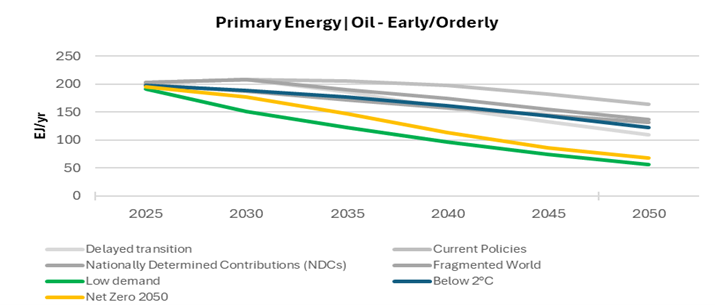 Primary Energy|Oil - Early/Orderly
EJ/yr
250
200
150
100
50
0
2025 2030 2035 2040 2045 2050
Delayed transition Current Policies
Nationally Determined Contributions (NDCs) Fragmented World
Low demand Below 2°C
Net Zero 2050